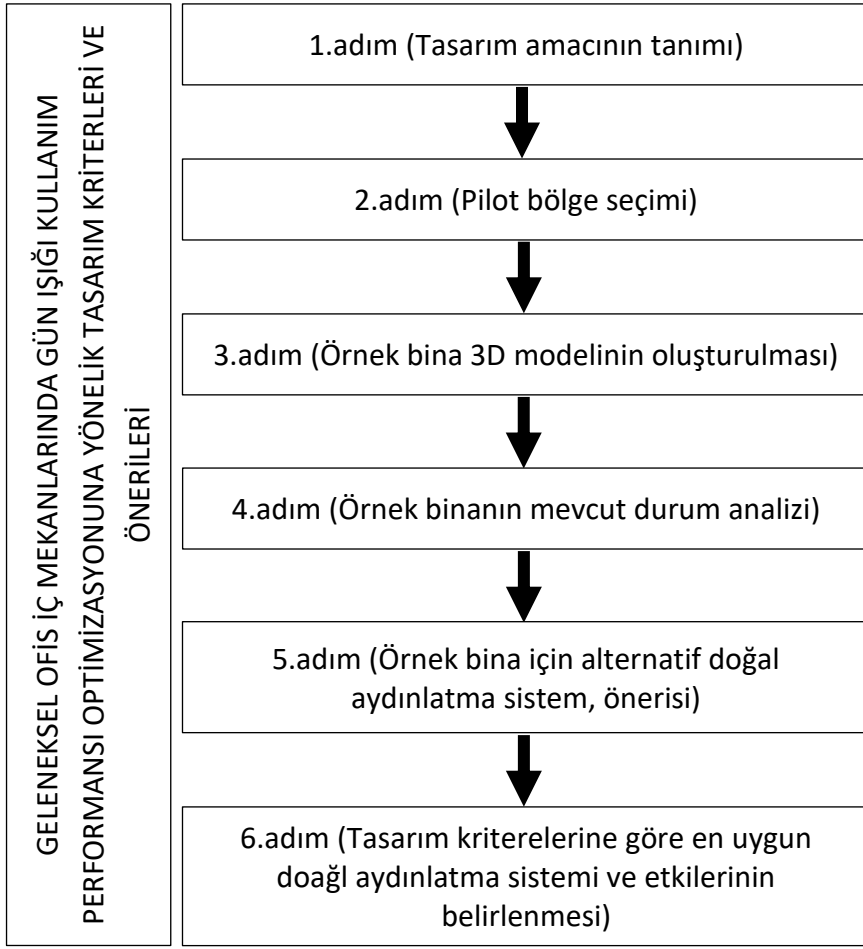 GELENEKSEL OFİS İÇ MEKANLARINDA GÜN IŞIĞI KULLANIM
PERFORMANSI OPTİMİZASYONUNA YÖNELİK TASARIM KRİTERLERİ VE
ÖNERİLERİ
1.adım (Tasarım amacının tanımı)
2.adım (Pilot bölge seçimi)
3.adım (Örnek bina 3D modelinin oluşturulması)
4.adım (Örnek binanın mevcut durum analizi)
5.adım (Örnek bina için alternatif doğal
aydınlatma sistem, önerisi)
6.adım (Tasarım kriterelerine göre en uygun
doağl aydınlatma sistemi ve etkilerinin
belirlenmesi)